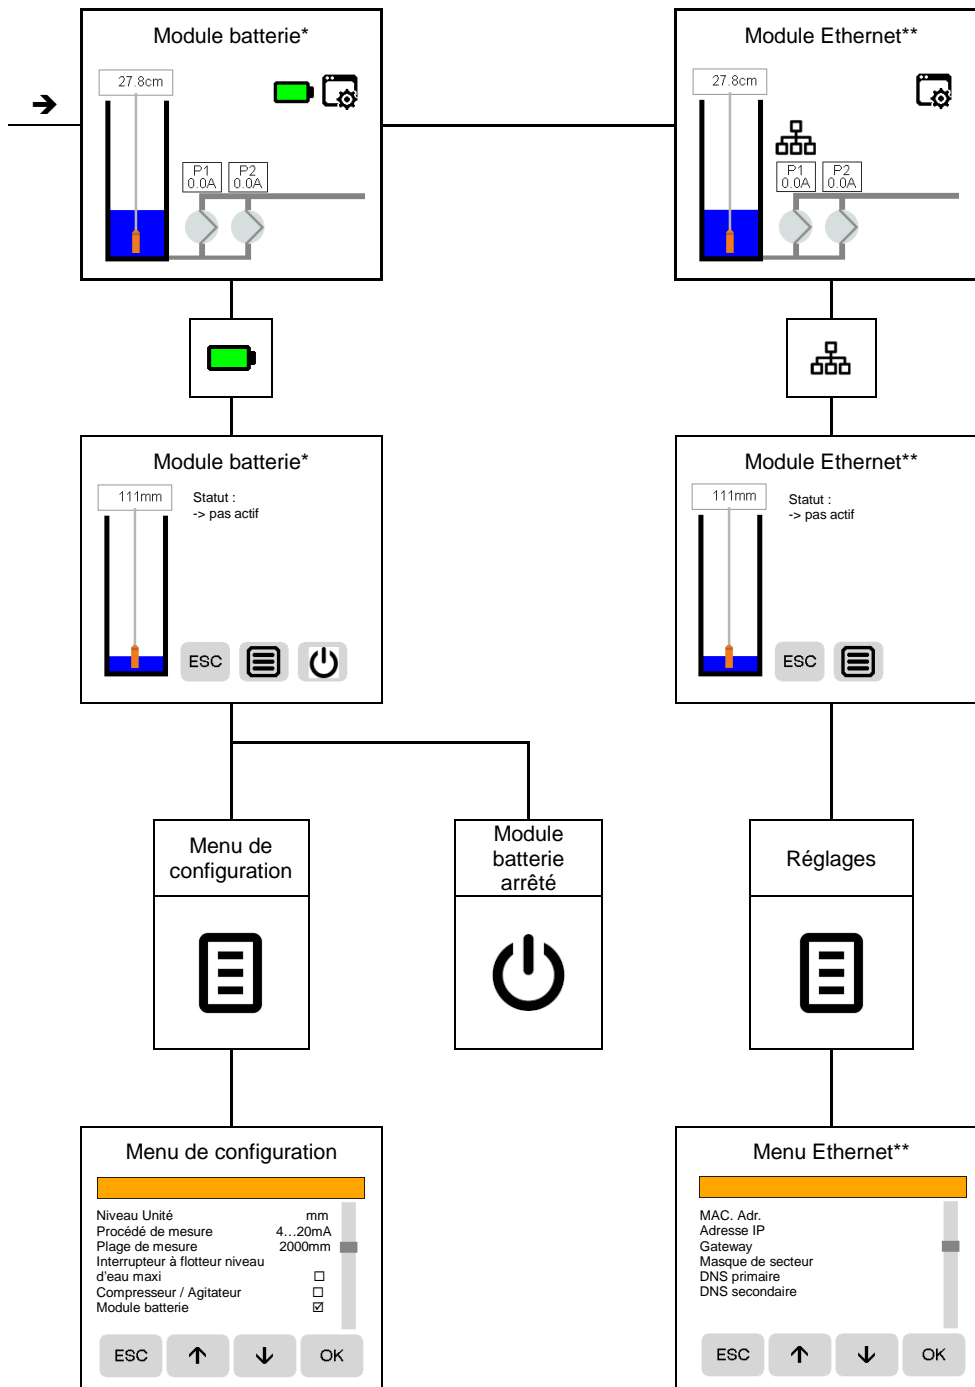 Module batterie*
27.8cm
P1
0.0A
P2
0.0A
Module Ethernet**
27.8cm
P1
0.0A
P2
0.0A
Module batterie*
111mm
Statut :
-> pas actif
ESC
Module Ethernet**
111mm
Statut :
-> pas actif
ESC
Menu de
configuration
Module
batterie
arrêté
Réglages
Menu de configuration
Niveau Unité mm
Procédé de mesure 4…20mA
Plage de mesure 2000mm
Interrupteur à flotteur niveau
d'eau maxi ☐
Compresseur / Agitateur ☐
Module batterie ☑
ESC ↑ ↓ OK
Menu Ethernet**
MAC. Adr.
Adresse IP
Gateway
Masque de secteur
DNS primaire
DNS secondaire
ESC ↑ ↓ OK